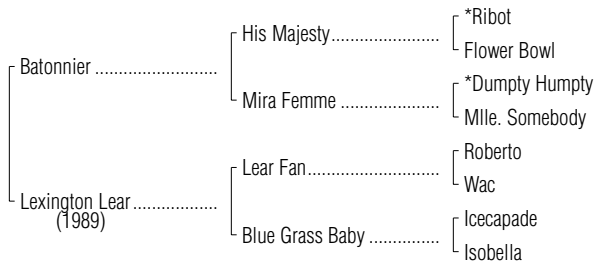 *Ribot
His Majesty........................
Flower Bowl
Batonnier ...........................
*Dumpty Humpty
Mira Femme ......................
Mlle. Somebody
Roberto
Lear Fan.............................
Wac
Lexington Lear...................
(1989)
Icecapade
Blue Grass Baby ................
Isobella